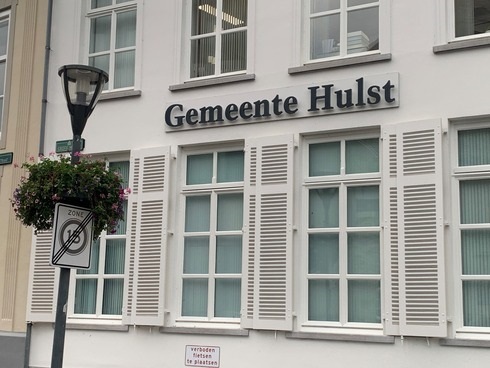 Gemeente Hulst
ZONE
verboden
fietsen
te plaatsen